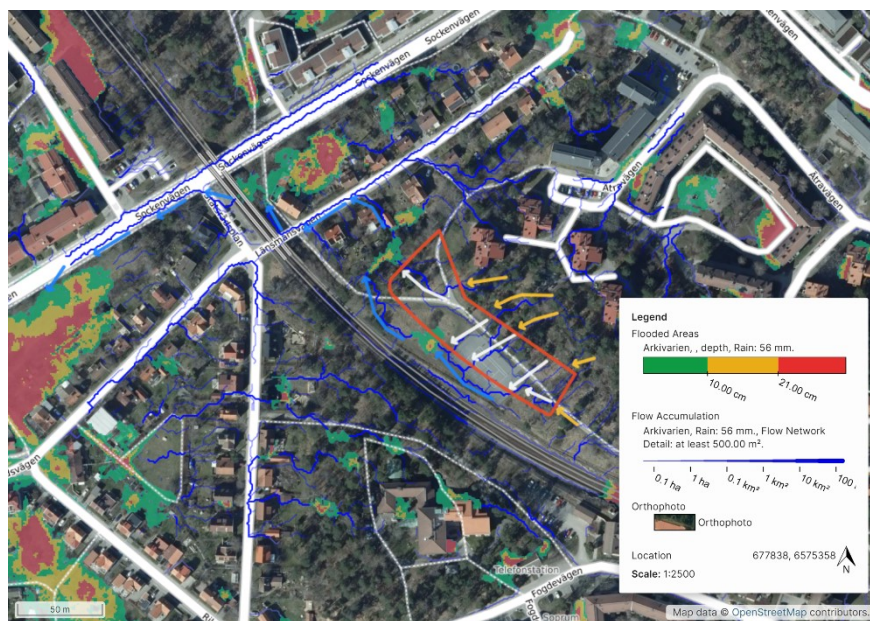 Sockenvägen
Sockenvägen
Sockenvägen
Sockenvägen
Åtravägen
Åtravägen
Fogdevägen
Telefonstation
Legend
Flooded Areas
Arkivarien, , depth, Rain: 56 mm.
10.00 cm
21.00 cm
Flow Accumulation
Arkivarien, Rain: 56 mm., Flow Network
Detail: at least 500.00 m².
0.1 ha
1 ha
0.1 km²
1 km²
10 km²
100
Orthophoto
Orthophoto
Location 677838, 6575358
N
Scale: 1:2500
50 m
Map data © OpenStreetMap contributors.